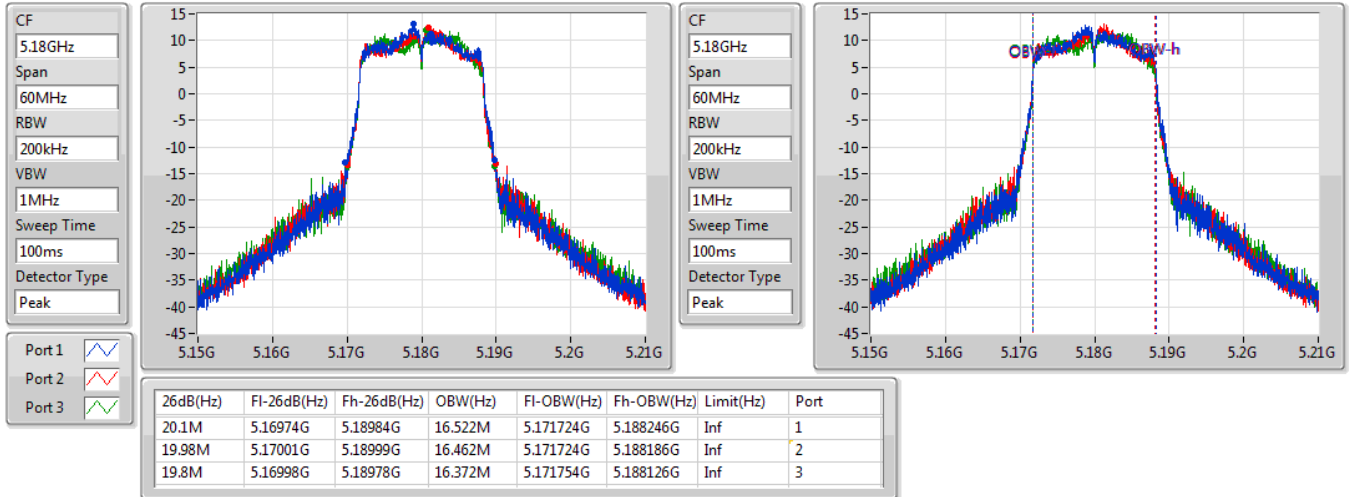 CF
5.18GHz
Span
60MHz
RBW
200kHz
VBW
1MHz
Sweep Time
100ms
Detector Type
Peak
15
10
5
0
-5
-10
-15
-20
-25
-30
-35
-40
-45
5.15G 5.16G 5.17G 5.18G 5.19G 5.2G 5.21G
CF
5.18GHz
Span
60MHz
RBW
200kHz
VBW
1MHz
Sweep Time
100ms
Detector Type
Peak
15
10
5
0
-5
-10
-15
-20
-25
-30
-35
-40
-45
OBW-h
5.15G 5.16G 5.17G 5.18G 5.19G 5.2G 5.21G
Port 1
Port 2
Port 3
26dB(Hz) Fl-26dB(Hz) Fh-26dB(Hz) OBW(Hz) Fl-OBW(Hz) Fh-OBW(Hz) Limit(Hz) Port
20.1M 5.16974G 5.18984G 16.522M 5.171724G 5.188246G Inf 1
19.98M 5.17001G 5.18999G 16.462M 5.171724G 5.188186G Inf 2
19.8M 5.16998G 5.18978G 16.372M 5.171754G 5.188126G Inf 3